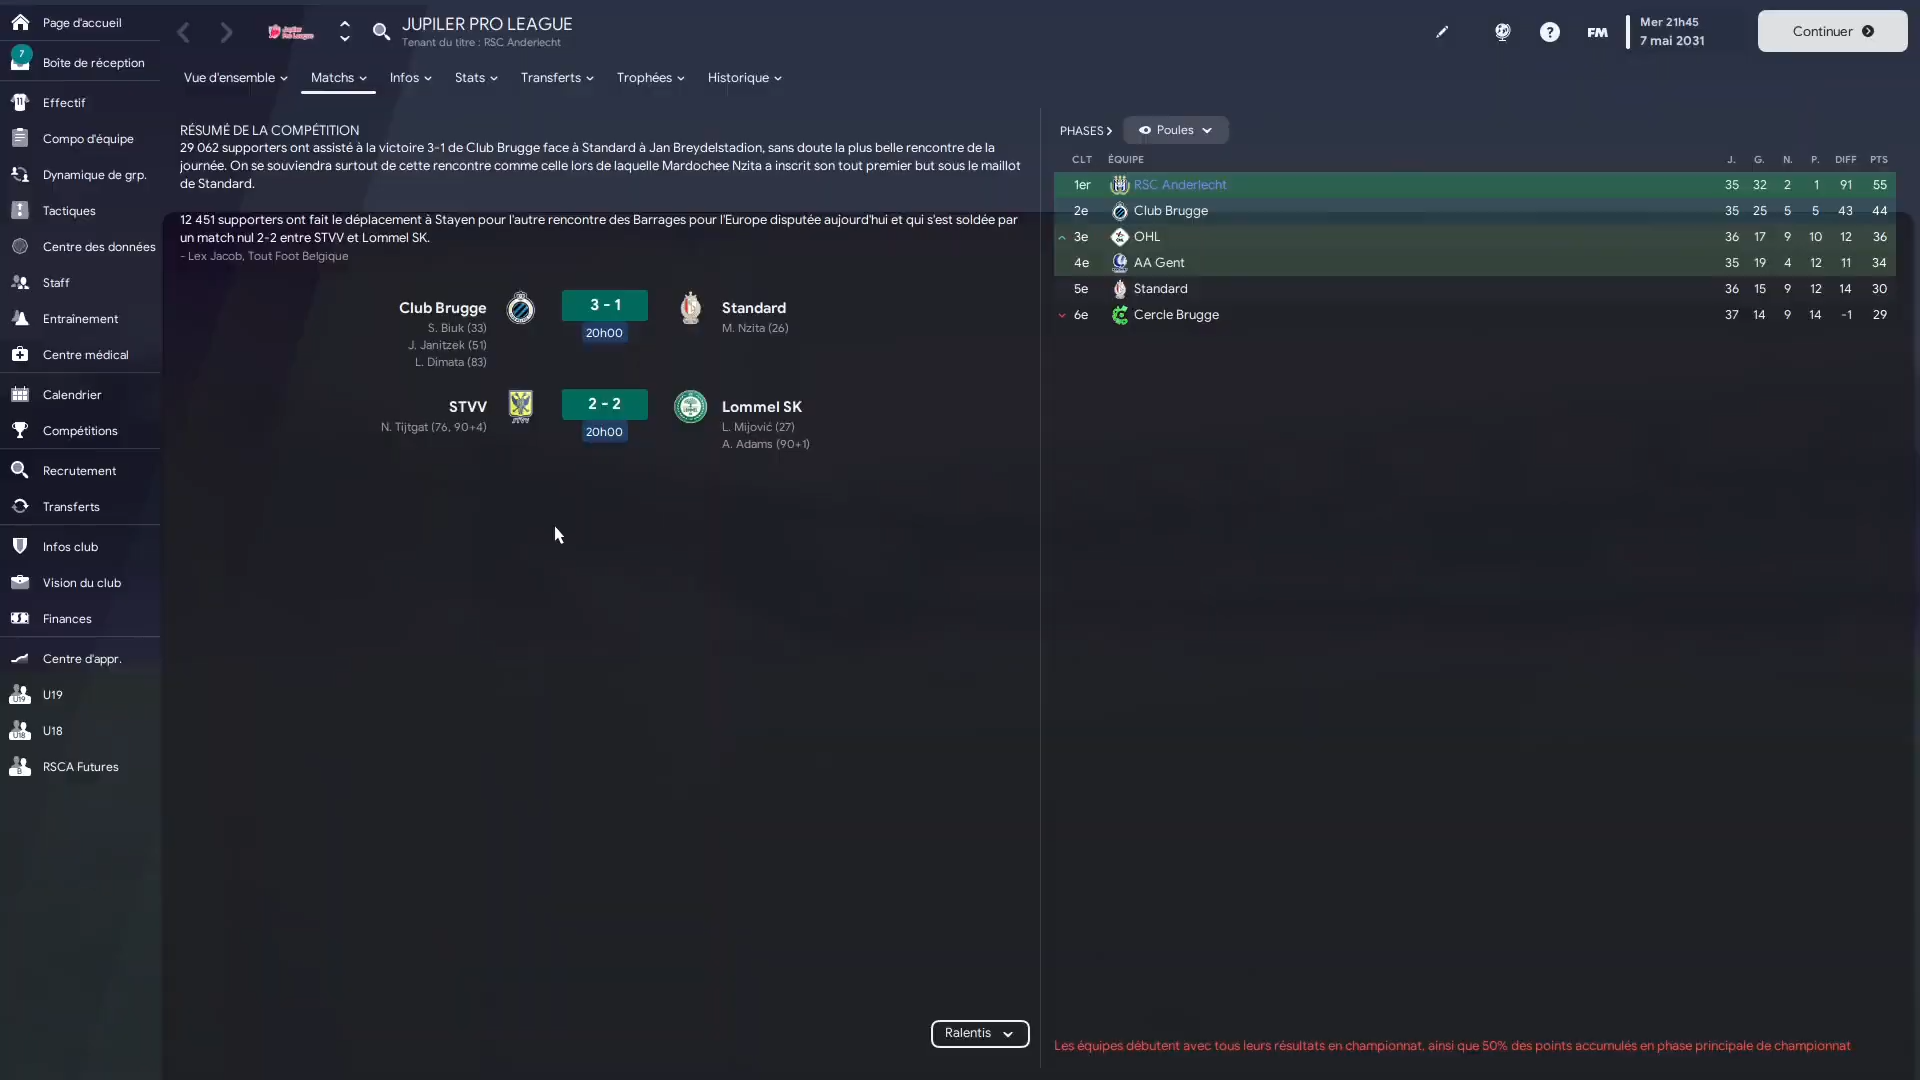 Page d'accueil
7
Boîte de réception
Effectif
Compo d'équipe
Dynamique de grp.
Tactiques
Centre des données
Staff
Entraînement
Centre médical
Calendrier
Compétitions
Recrutement
Transferts
Infos club
Vision du club
Finances
Centre d'appr.
U19
U18
RSCA Futures
JUPILER PRO LEAGUE
Tenant du titre : RSC Anderlecht
FM
Mer 21h45
7 mai 2031
Continuer
Vue d'ensemble
Matchs
Infos
Stats
Transferts
Trophées
Historique
RÉSUMÉ DE LA COMPÉTITION
29 062 supporters ont assisté à la victoire 3-1 de Club Brugge face à Standard à Jan Breydelstadion, sans doute la plus belle rencontre de la
journée. On se souviendra surtout de cette rencontre comme celle lors de laquelle Mardochee Nzita a inscrit son tout premier but sous le maillot
de Standard.
12 451 supporters ont fait le déplacement à Stayen pour l'autre rencontre des Barrages pour l'Europe disputée aujourd'hui et qui s'est soldée par
un match nul 2-2 entre STVV et Lommel SK.
- Lex Jacob, Tout Foot Belgique
Club Brugge 3 - 1 Standard
S. Biuk (33) 20h00 M. Nzita (26)
J. Janitzek (51)
L. Dimata (83)
STVV 2 - 2 Lommel SK
N. Tijtgat (76, 90+4) 20h00 L. Mijović (27)
A. Adams (90+1)
Ralentis
PHASES Poules
CLT ÉQUIPE J. G. N. P. DIFF PTS
1er RSC Anderlecht 35 32 2 1 91 55
2e Club Brugge 35 25 5 5 43 44
3e OHL 36 17 9 10 12 36
4e AA Gent 35 19 4 12 11 34
5e Standard 36 15 9 12 14 30
6e Cercle Brugge 37 14 9 14 -1 29
Les équipes débutent avec tous leurs résultats en championnat, ainsi que 50% des points accumulés en phase principale de championnat